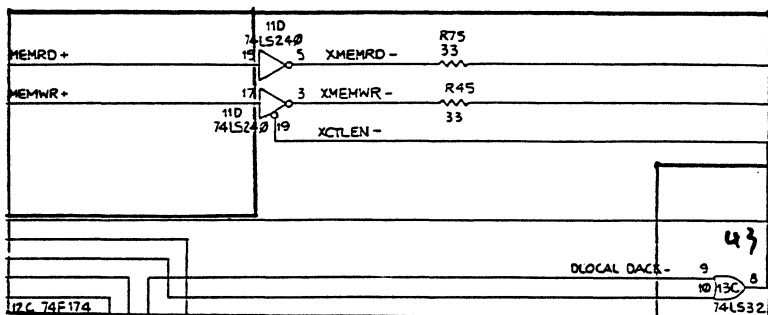 11D
74LS240
MEMRD+ 15 5 XMEMRD- R75
33
MEMWR+ 17 3 XMEMWR- R45
33
11D
74LS240 19
XCTLEN-
43
DLOCAL DACK- 9
10 13C 8
74LS32
12C 74F174